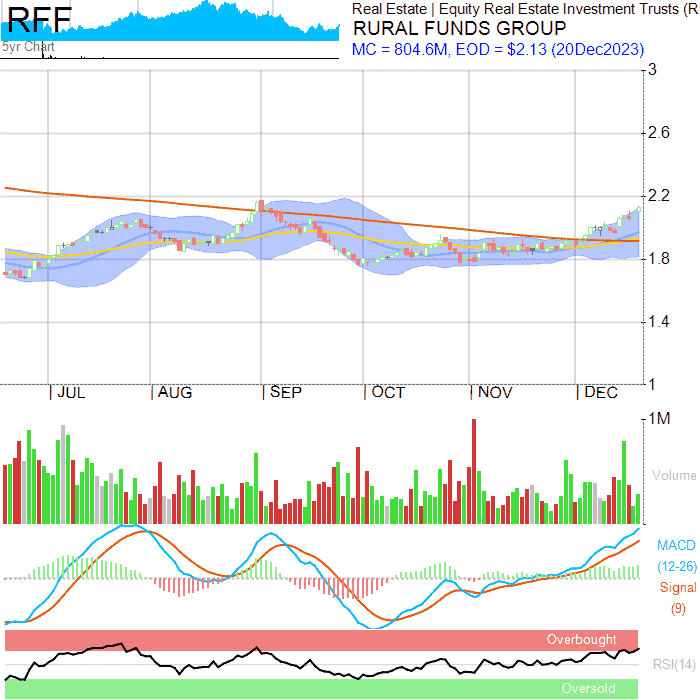 RFF
5yr Chart
Real Estate | Equity Real Estate Investment Trusts (R
RURAL FUNDS GROUP
MC = 804.6M, EOD = $2.13 (20Dec2023)
3
2.6
2.2
1.8
1.4
1
| JUL | AUG | SEP | OCT | NOV | DEC
1M
Volume
MACD
(12-26)
Signal
(9)
Overbought
RSI(14)
Oversold